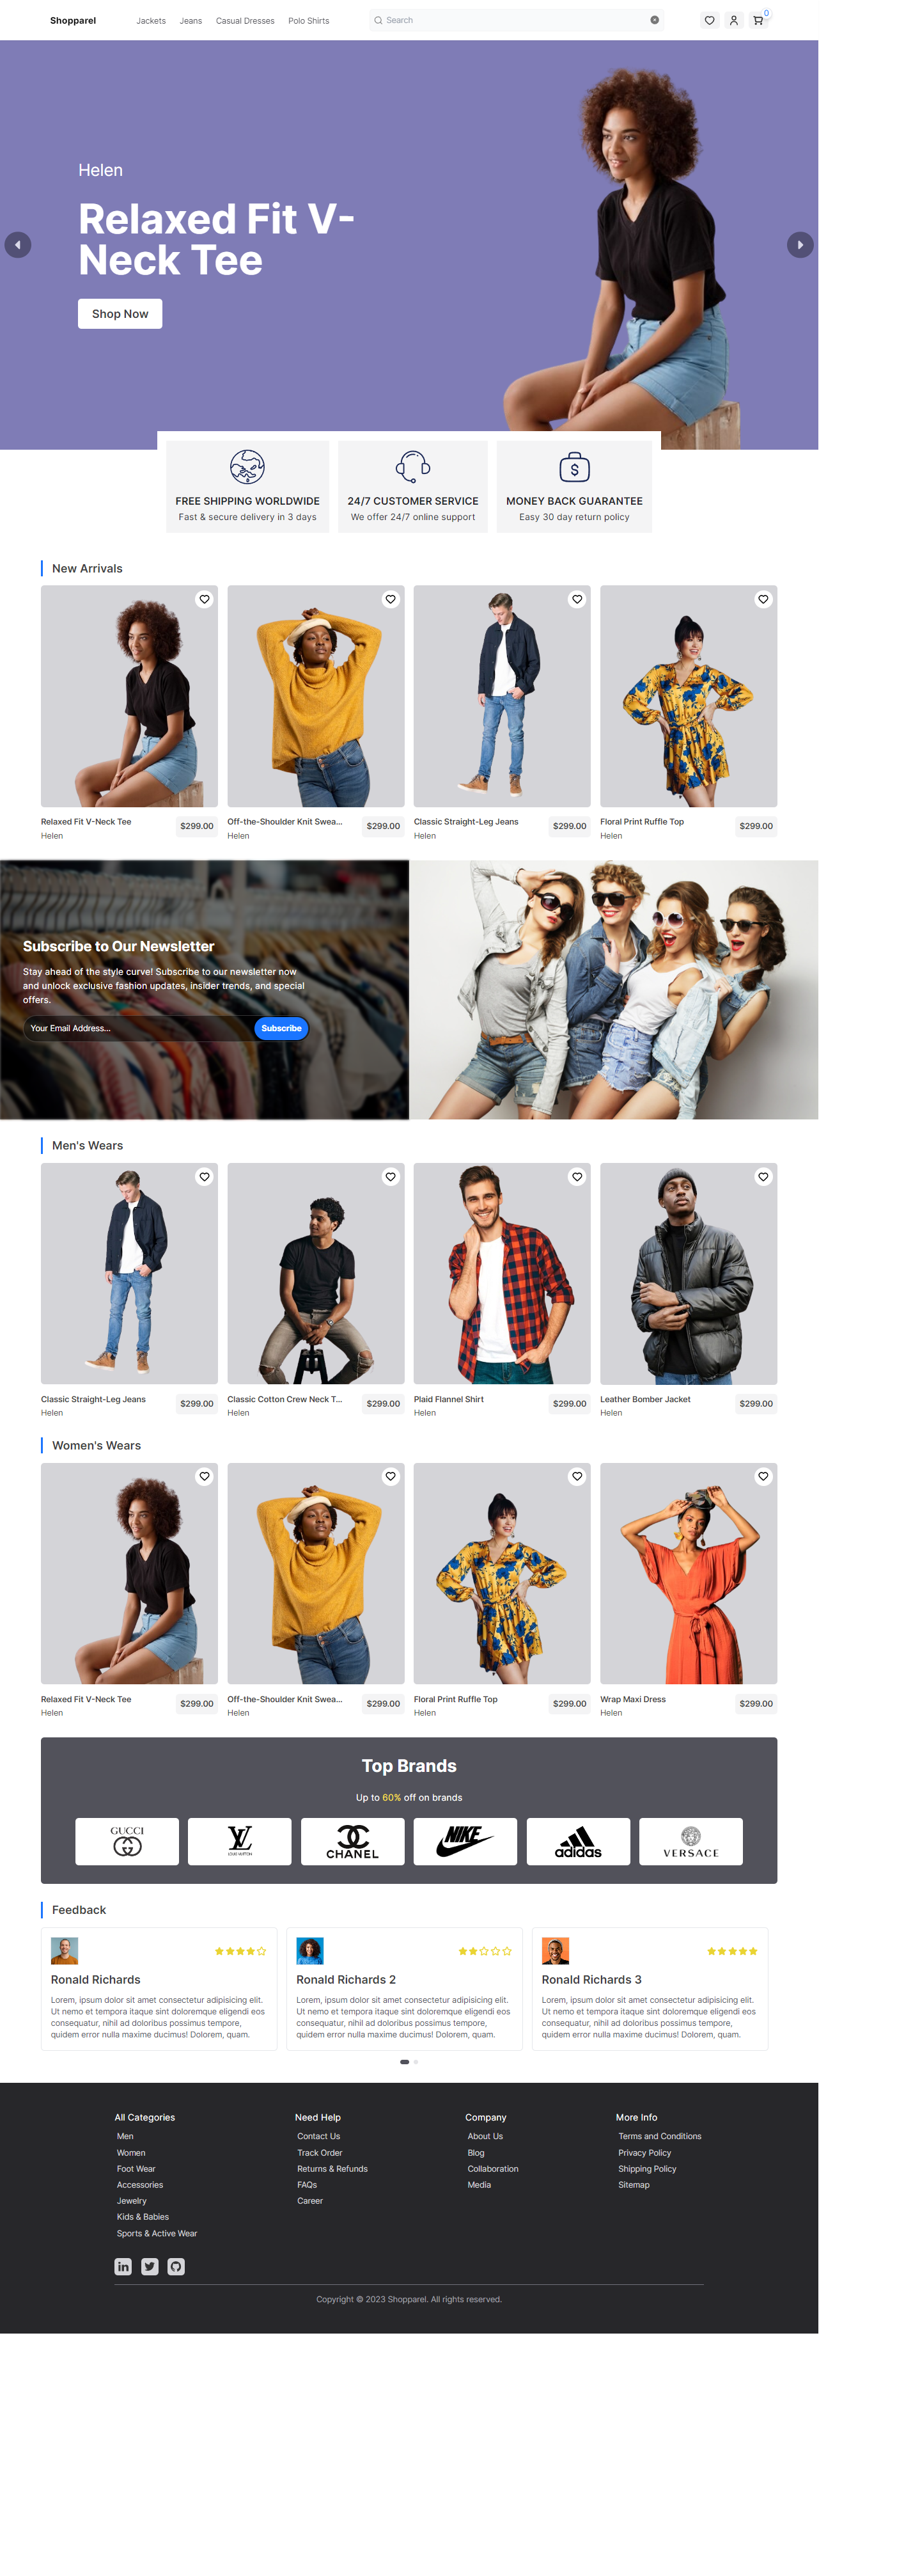 Shopparel
Jackets Jeans Casual Dresses Polo Shirts
Search
0
Helen
Relaxed Fit V-
Neck Tee
Shop Now
FREE SHIPPING WORLDWIDE
Fast & secure delivery in 3 days
24/7 CUSTOMER SERVICE
We offer 24/7 online support
MONEY BACK GUARANTEE
Easy 30 day return policy
New Arrivals
Relaxed Fit V-Neck Tee
Helen
$299.00
Off-the-Shoulder Knit Swea...
Helen
$299.00
Classic Straight-Leg Jeans
Helen
$299.00
Floral Print Ruffle Top
Helen
$299.00
Subscribe to Our Newsletter
Stay ahead of the style curve! Subscribe to our newsletter now
and unlock exclusive fashion updates, insider trends, and special
offers.
Your Email Address...
Subscribe
Men's Wears
Classic Straight-Leg Jeans
Helen
$299.00
Classic Cotton Crew Neck T...
Helen
$299.00
Plaid Flannel Shirt
Helen
$299.00
Leather Bomber Jacket
Helen
$299.00
Women's Wears
Relaxed Fit V-Neck Tee
Helen
$299.00
Off-the-Shoulder Knit Swea...
Helen
$299.00
Floral Print Ruffle Top
Helen
$299.00
Wrap Maxi Dress
Helen
$299.00
Top Brands
Up to 60% off on brands
GUCCI
LV
LOUIS VUITTON
CHANEL
NIKE
adidas
VERSACE
Feedback
Ronald Richards
Lorem, ipsum dolor sit amet consectetur adipisicing elit.
Ut nemo et tempora itaque sint doloremque eligendi eos
consequatur, nihil ad doloribus possimus tempore,
quidem error nulla maxime ducimus! Dolorem, quam.
Ronald Richards 2
Lorem, ipsum dolor sit amet consectetur adipisicing elit.
Ut nemo et tempora itaque sint doloremque eligendi eos
consequatur, nihil ad doloribus possimus tempore,
quidem error nulla maxime ducimus! Dolorem, quam.
Ronald Richards 3
Lorem, ipsum dolor sit amet consectetur adipisicing elit.
Ut nemo et tempora itaque sint doloremque eligendi eos
consequatur, nihil ad doloribus possimus tempore,
quidem error nulla maxime ducimus! Dolorem, quam.
All Categories
Men
Women
Foot Wear
Accessories
Jewelry
Kids & Babies
Sports & Active Wear
Need Help
Contact Us
Track Order
Returns & Refunds
FAQs
Career
Company
About Us
Blog
Collaboration
Media
More Info
Terms and Conditions
Privacy Policy
Shipping Policy
Sitemap
in
Copyright © 2023 Shopparel. All rights reserved.